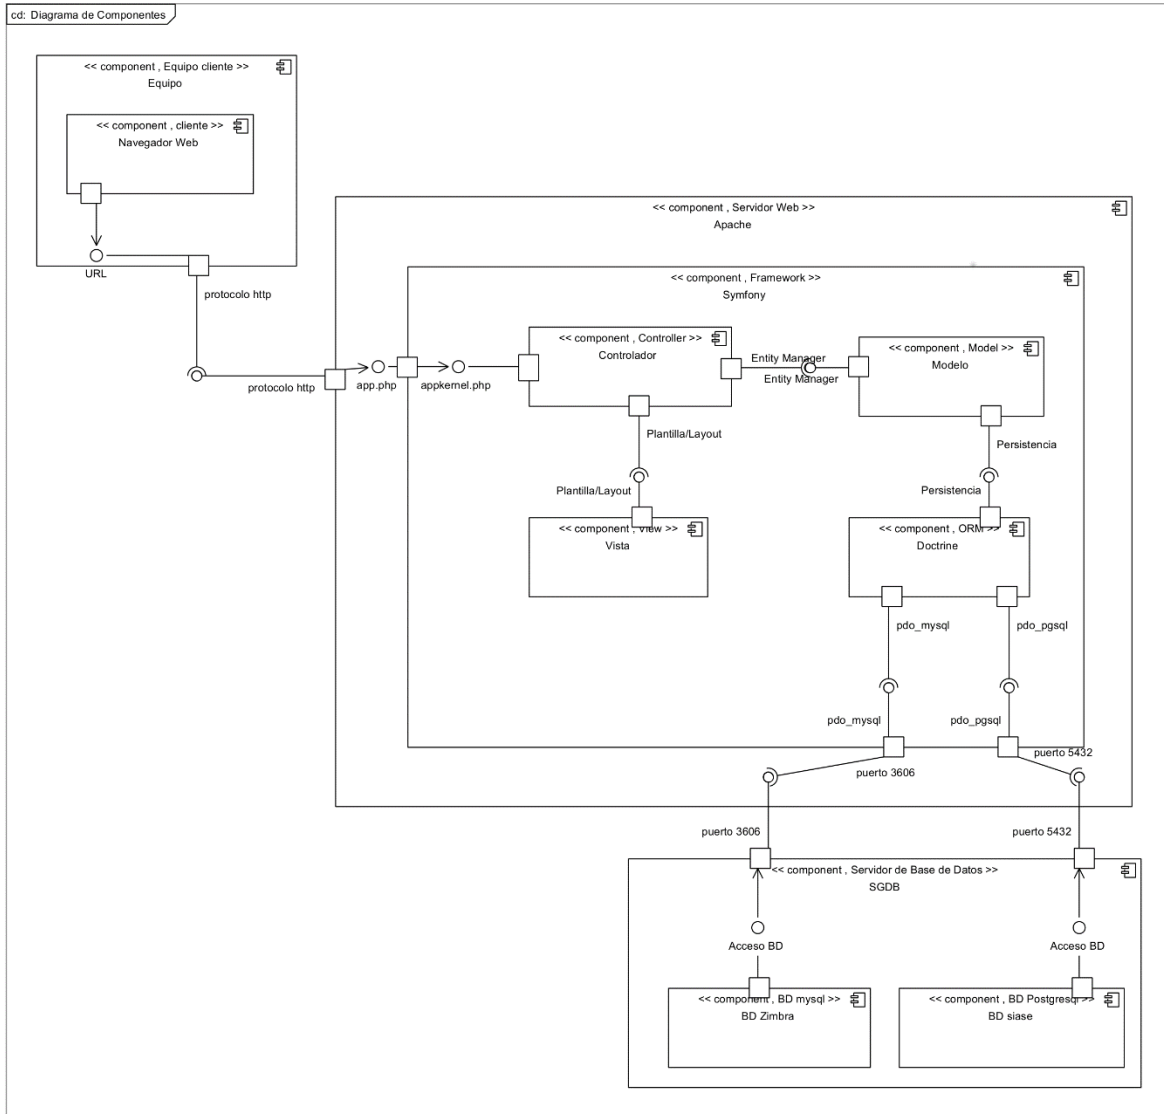 cd: Diagrama de Componentes
<< component , Equipo cliente >>
Equipo
<< component , cliente >>
Navegador Web
URL
protocolo http
protocolo http
<< component , Servidor Web >>
Apache
<< component , Framework >>
Symfony
app.php
appkernel.php
<< component , Controller >>
Controlador
Entity Manager
Entity Manager
<< component , Model >>
Modelo
Plantilla/Layout
Plantilla/Layout
Persistencia
Persistencia
<< component , View >>
Vista
<< component , ORM >>
Doctrine
pdo_mysql
pdo_pgsql
pdo_mysql
pdo_pgsql
puerto 3606
puerto 5432
puerto 3606
puerto 5432
<< component , Servidor de Base de Datos >>
SGDB
Acceso BD
Acceso BD
<< component , BD mysql >>
BD Zimbra
<< component , BD Postgresql >>
BD siase